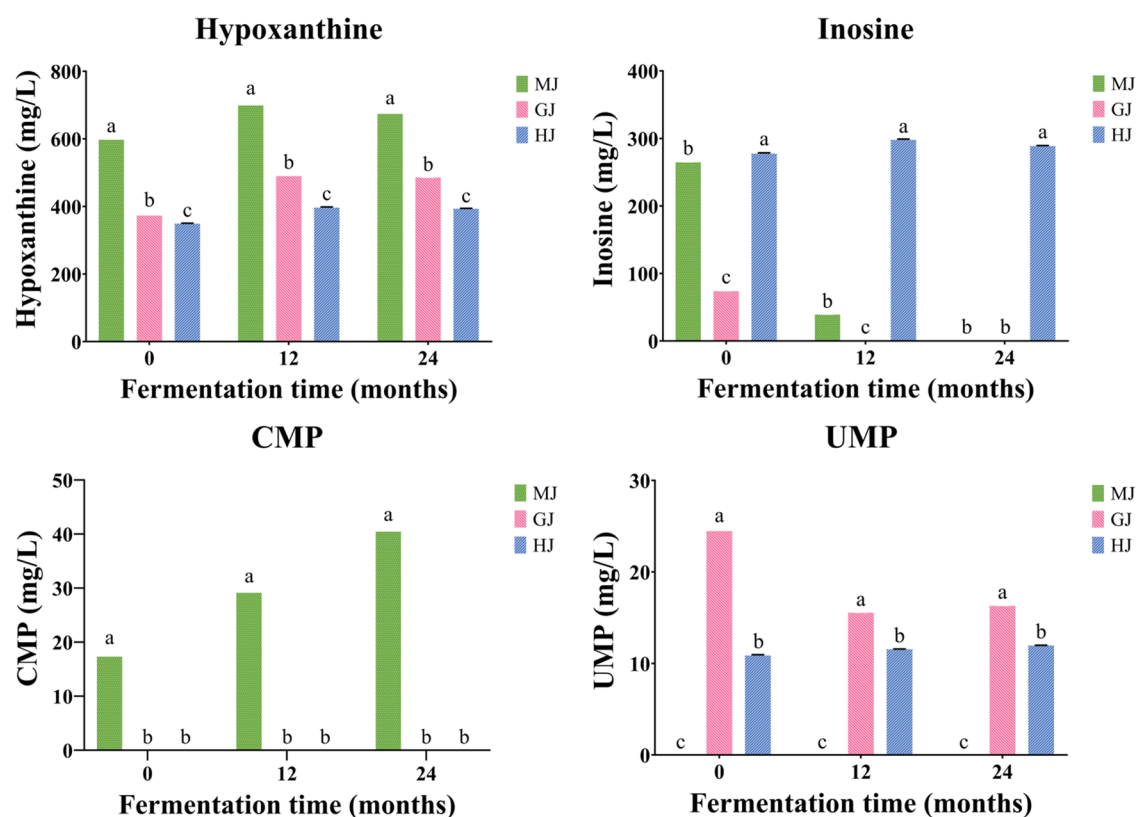 Hypoxanthine
Hypoxanthine (mg/L)
800
600
400
200
0
a
b
c
a
b
c
a
b
c
0
12
24
Fermentation time (months)
MJ
GJ
HJ
Inosine
Inosine (mg/L)
400
300
200
100
0
b
c
a
b
c
a
b
b
a
0
12
24
Fermentation time (months)
MJ
GJ
HJ
CMP
CMP (mg/L)
50
40
30
20
10
0
a
b
b
a
b
b
a
b
b
0
12
24
Fermentation time (months)
MJ
GJ
HJ
UMP
UMP (mg/L)
30
20
10
0
c
a
b
c
a
b
c
a
b
0
12
24
Fermentation time (months)
MJ
GJ
HJ